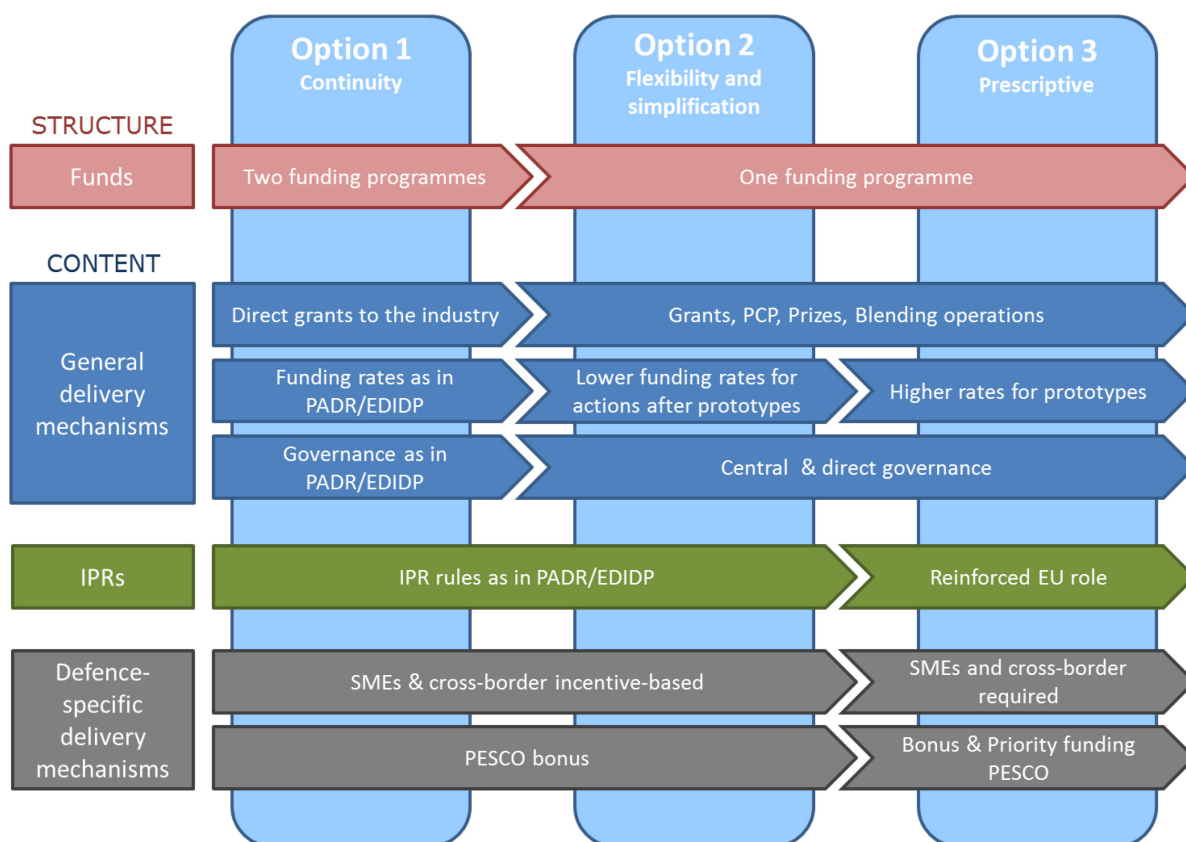 Option 1
Continuity
Option 2
Flexibility and
simplification
Option 3
Prescriptive
STRUCTURE
Funds
Two funding programmes
One funding programme
CONTENT
General
delivery
mechanisms
Direct grants to the industry
Grants, PCP, Prizes, Blending operations
Funding rates as in
PADR/EDIDP
Lower funding rates for
actions after prototypes
Higher rates for prototypes
Governance as in
PADR/EDIDP
Central & direct governance
IPRs
IPR rules as in PADR/EDIDP
Reinforced EU role
Defence-
specific
delivery
mechanisms
SMEs & cross-border incentive-based
SMEs and cross-border
required
PESCO bonus
Bonus & Priority funding
PESCO